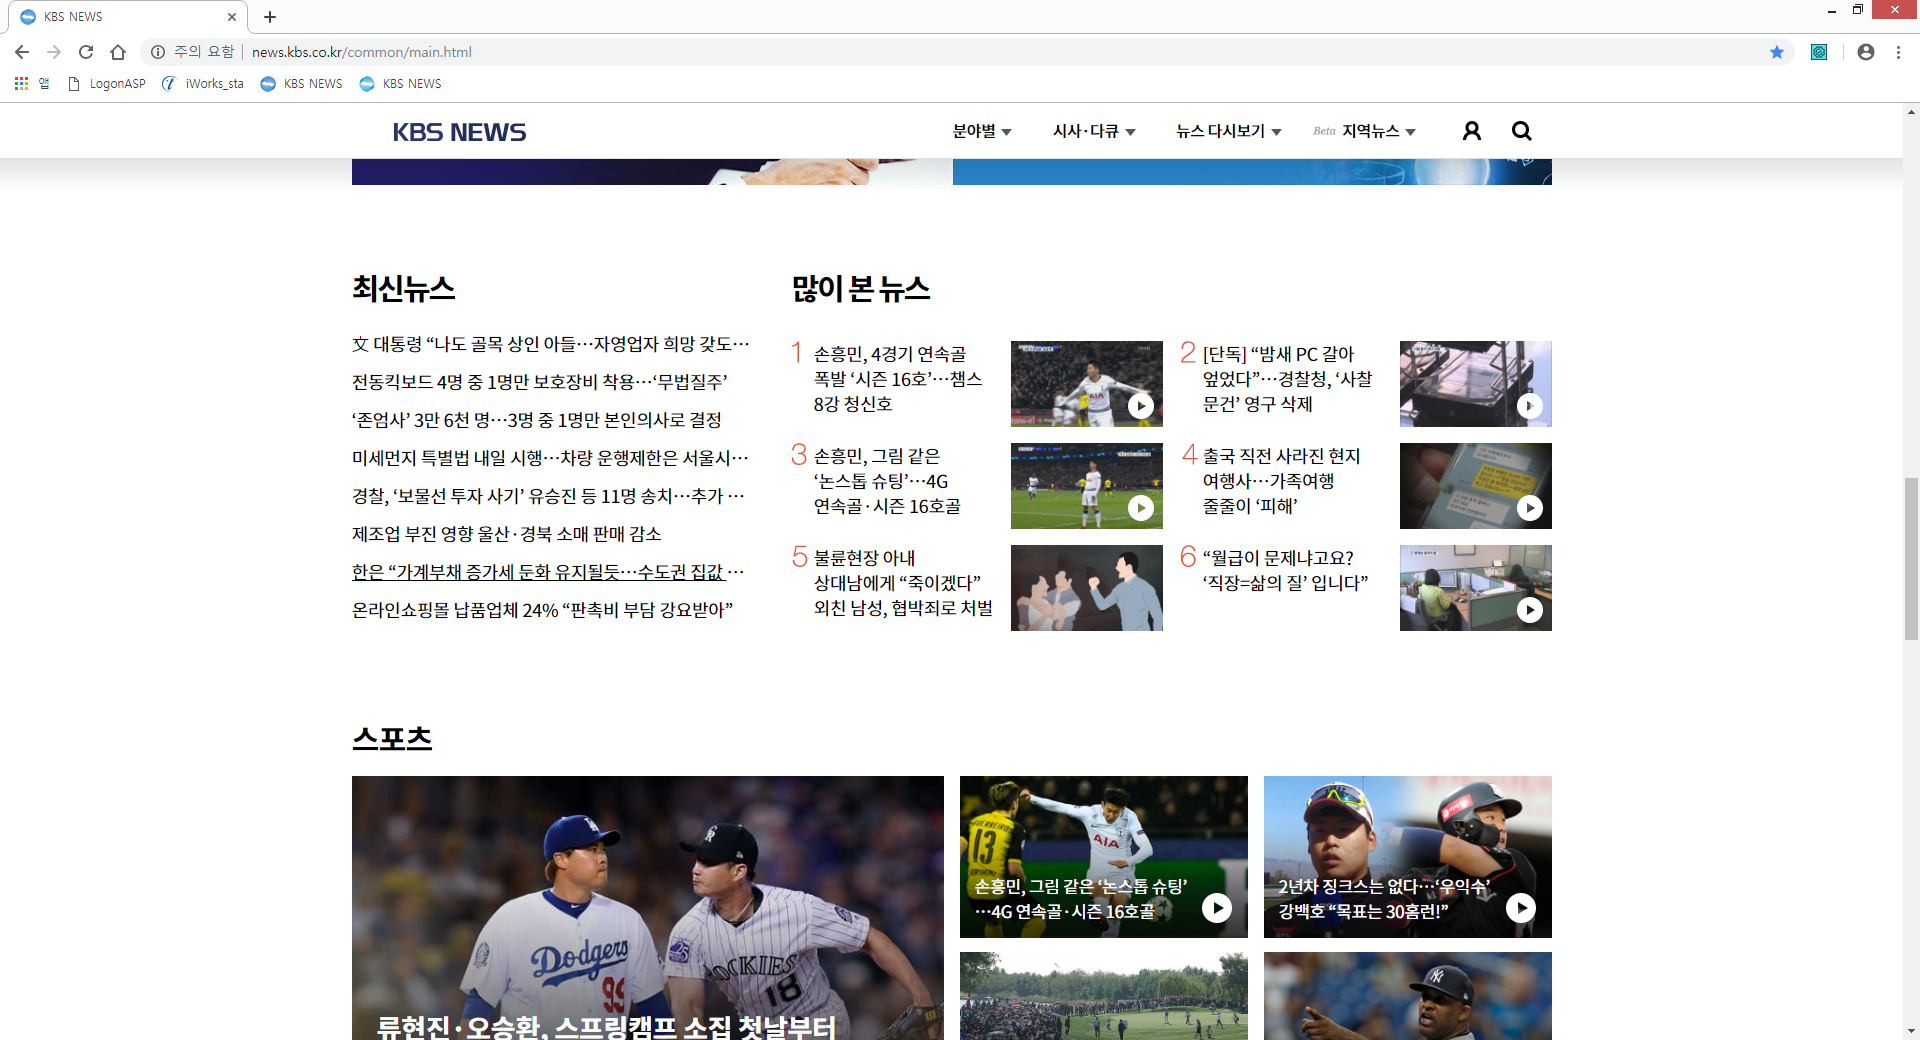 KBS NEWS
주의 요함
news.kbs.co.kr/common/main.html
앱
LogonASP
iWorks_sta
KBS NEWS
KBS NEWS
KBS NEWS
분야별
시사·다큐
뉴스 다시보기
Beta 지역뉴스
최신뉴스
文 대통령 “나도 골목 상인 아들…자영업자 희망 갖도…
전동킥보드 4명 중 1명만 보호장비 착용…‘무법질주’
‘존엄사’ 3만 6천 명…3명 중 1명만 본인의사로 결정
미세먼지 특별법 내일 시행…차량 운행제한은 서울시…
경찰, ‘보물선 투자 사기’ 유승진 등 11명 송치…추가 …
제조업 부진 영향 울산·경북 소매 판매 감소
한은 “가계부채 증가세 둔화 유지될듯…수도권 집값 …
온라인쇼핑몰 납품업체 24% “판촉비 부담 강요받아”
많이 본 뉴스
1 손흥민, 4경기 연속골
폭발 ‘시즌 16호’…챔스
8강 청신호
2 [단독] “밤새 PC 갈아
엎었다”…경찰청, ‘사찰
문건’ 영구 삭제
3 손흥민, 그림 같은
‘논스톱 슈팅’…4G
연속골·시즌 16호골
4 출국 직전 사라진 현지
여행사…가족여행
줄줄이 ‘피해’
5 불륜현장 아내
상대남에게 “죽이겠다”
외친 남성, 협박죄로 처벌
6 “월급이 문제냐고요?
‘직장=삶의 질’ 입니다”
스포츠
LA
CR
Dodgers
99
ROCKIES
18
류현진·오승환, 스프링캠프 소집 첫날부터
GUERREIRO
13
AIA
손흥민, 그림 같은 ‘논스톱 슈팅’
…4G 연속골·시즌 16호골
2년차 징크스는 없다…‘우익수’
강백호 “목표는 30홈런!”